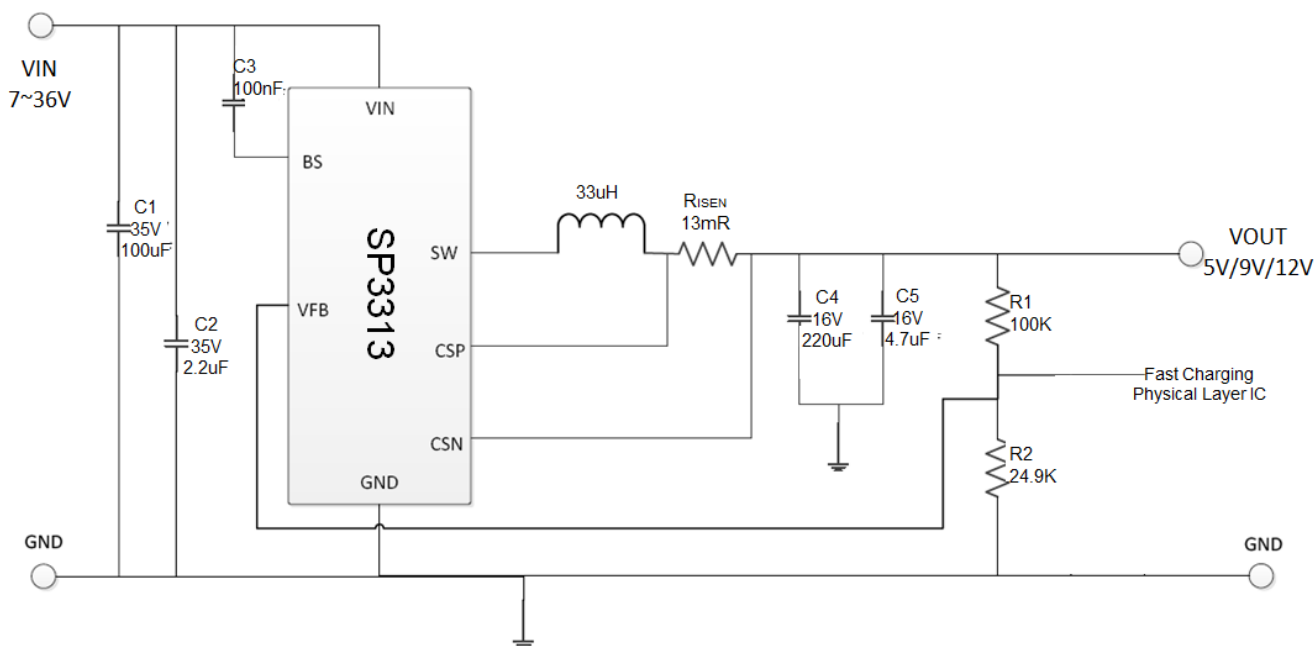 VIN
7~36V
C3
100nF
VIN
BS
C1
35V
100uF
C2
35V
2.2uF
SP3313
VFB
SW
CSP
CSN
GND
33uH
RISEN
13mR
C4
16V
220uF
C5
16V
4.7uF
R1
100K
VOUT
5V/9V/12V
Fast Charging
Physical Layer IC
R2
24.9K
GND
GND